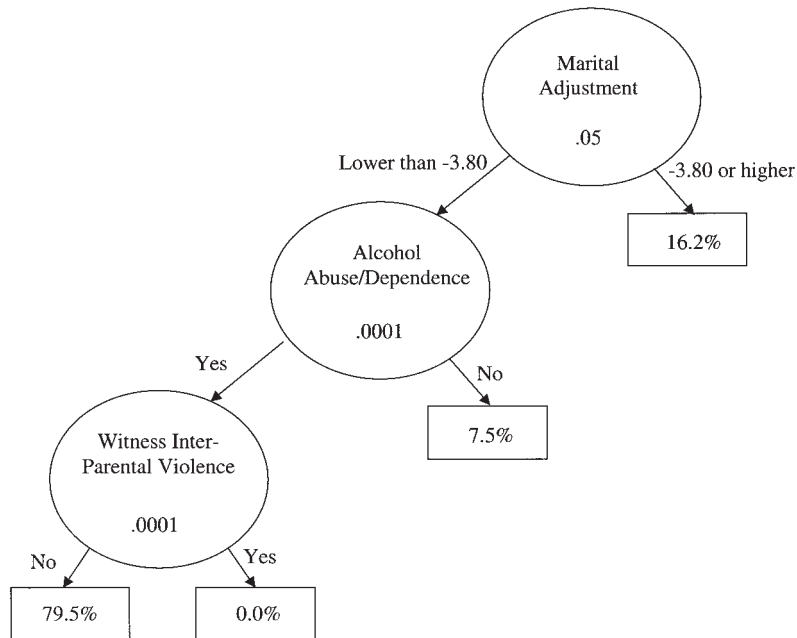 Marital
Adjustment
.05
Lower than -3.80
-3.80 or higher
16.2%
Alcohol
Abuse/Dependence
.0001
Yes
No
7.5%
Witness Inter-
Parental Violence
.0001
No
Yes
79.5%
0.0%